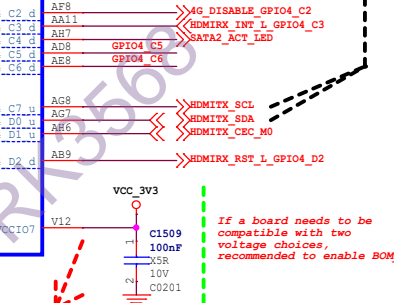 C2 d AF8 4G_DISABLE_GPIO4_C2
C3 d AA11 HDMIRX_INT_L_GPIO4_C3
C4 d AH7 SATA2_ACT_LED
C5 d AD8 GPIO4_C5
C6 d AE8 GPIO4_C6
C7 u AG8 HDMITX_SCL
D0 u AG7 HDMITX_SDA
D1 u AH6 HDMITX_CEC_M0
D2 d AB9 HDMIRX_RST_L_GPIO4_D2
RK3568
VCC_3V3
VCCIO7 V12
1
2
C1509
100nF
X5R
10V
C0201
If a board needs to be
compatible with two
voltage choices,
recommended to enable BOM